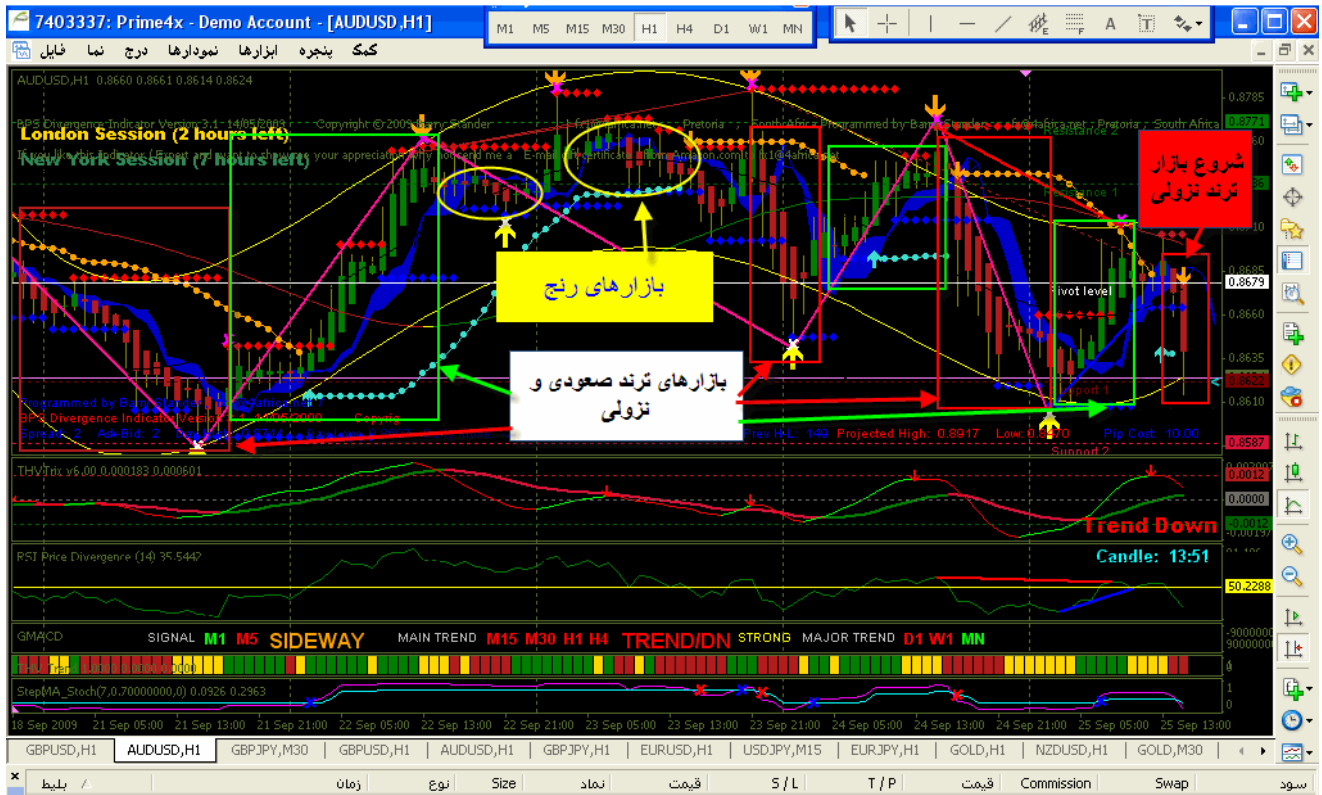 7403337: Prime4x - Demo Account - [AUDUSD,H1]
M1 M5 M15 M30 H1 H4 D1 W1 MN
فایل نما درج نمودارها ابزارها پنجره کمک
AUDUSD,H1 0.8660 0.8661 0.8614 0.8624
London Session (2 hours left)
New York Session (7 hours left)
Resistance 2
Resistance 1
شروع بازار
ترند نزولی
بازارهای رنج
بازارهای ترند صعودی و
نزولی
Pivot level
Support 1
Support 2
Projected High: 0.8917
Pip Cost: 10.00
0.8785
0.8771
0.8685
0.8679
0.8660
0.8635
0.8622
0.8610
0.8587
THVTrix v6.00 0.000183 0.000601
0.0012
0.0000
-0.0012
Trend Down
RSI Price Divergence (14) 35.5442
Candle: 13:51
50.2288
GMACD SIGNAL M1 M5 SIDEWAY MAIN TREND M15 M30 H1 H4 TREND/DN STRONG MAJOR TREND D1 W1 MN
StepMA_Stoch(7,0.70000000,0) 0.0926 0.2963
18 Sep 2009 21 Sep 05:00 21 Sep 13:00 21 Sep 21:00 22 Sep 05:00 22 Sep 13:00 22 Sep 21:00 23 Sep 05:00 23 Sep 13:00 23 Sep 21:00 24 Sep 05:00 24 Sep 13:00 24 Sep 21:00 25 Sep 05:00 25 Sep 13:00
GBPUSD,H1 AUDUSD,H1 GBPJPY,M30 GBPUSD,H1 AUDUSD,H1 GBPJPY,H1 EURUSD,H1 USDJPY,M15 EURJPY,H1 GOLD,H1 NZDUSD,H1 GOLD,M30
بلیط زمان نوع Size نماد قیمت S / L T / P قیمت Commission Swap سود